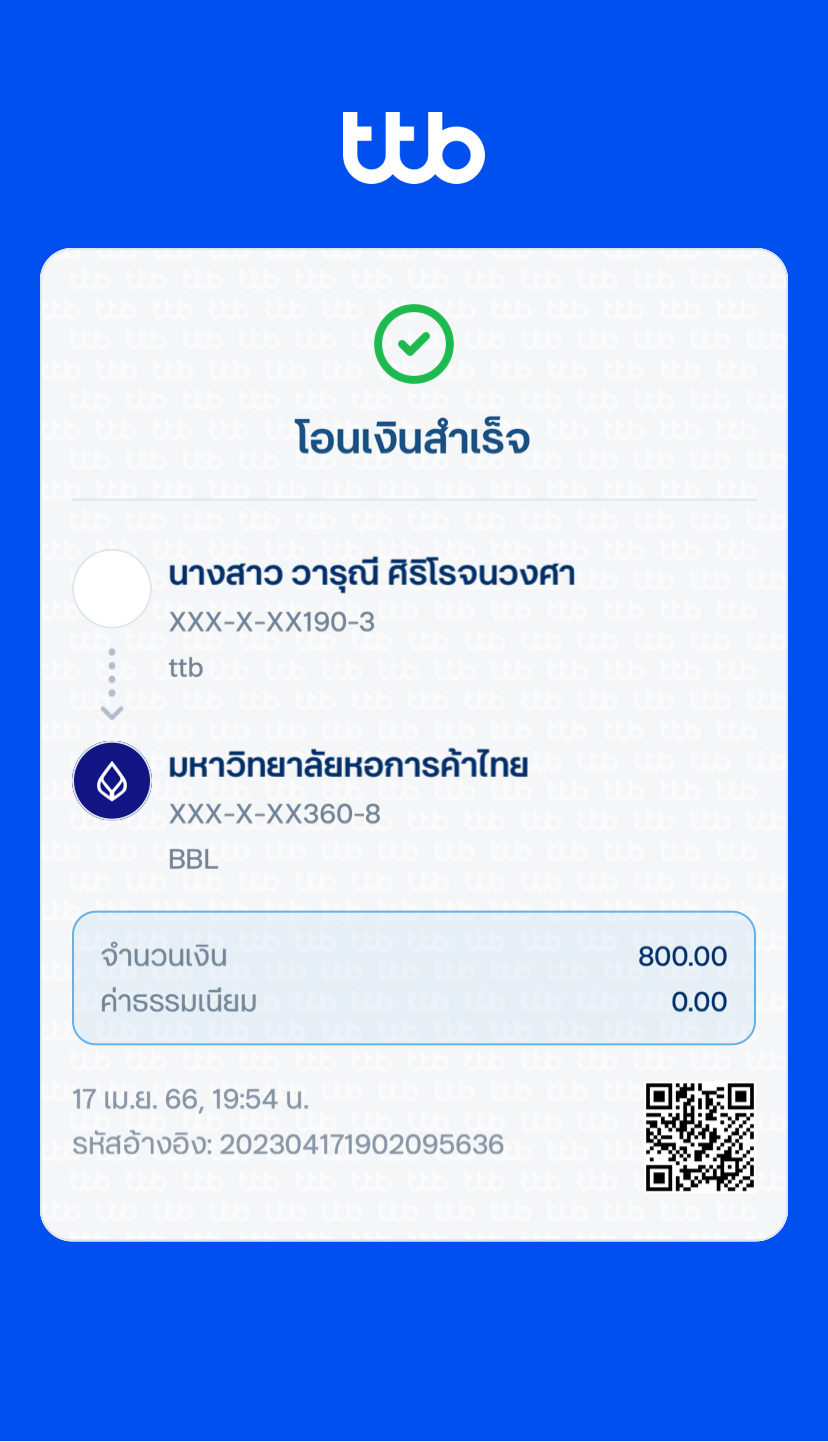 ttb
โอนเงินสำเร็จ
นางสาว วารุณี ศิริโรจนวงศา
XXX-X-XX190-3
ttb
มหาวิทยาลัยหอการค้าไทย
XXX-X-XX360-8
BBL
จำนวนเงิน 800.00
ค่าธรรมเนียม 0.00
17 เม.ย. 66, 19:54 น.
รหัสอ้างอิง: 202304171902095636